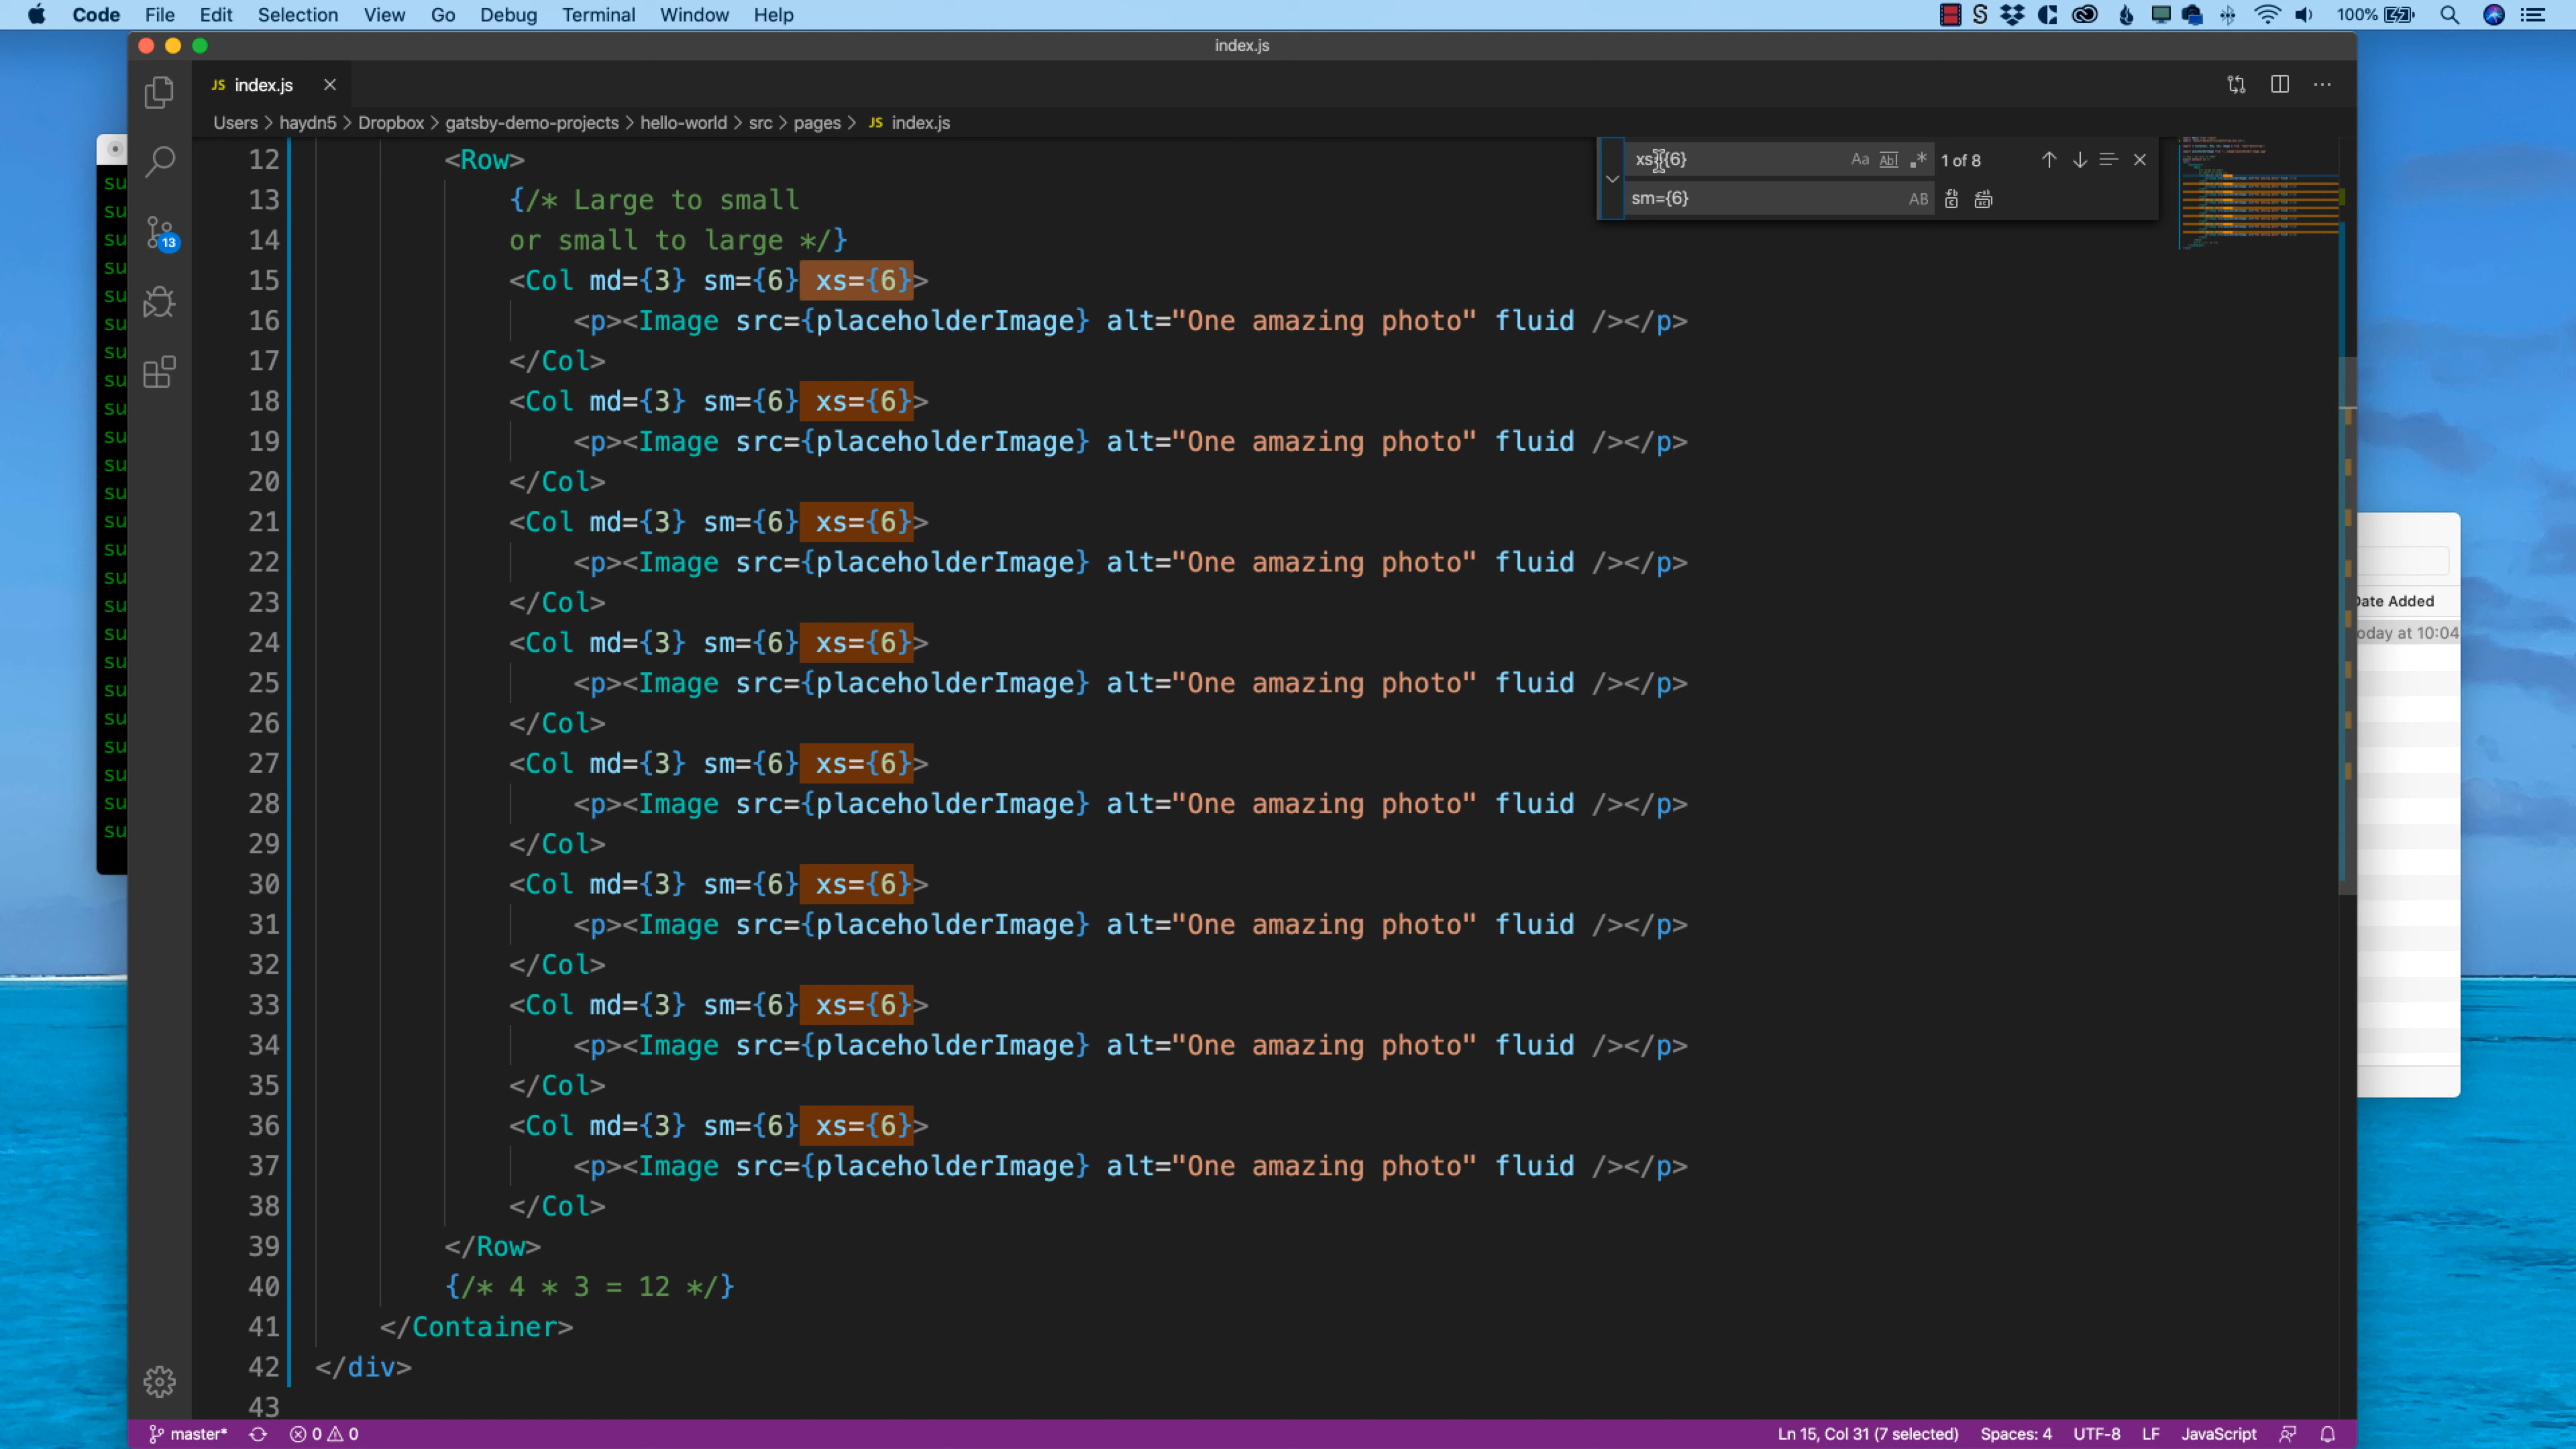 Code File Edit Selection View Go Debug Terminal Window Help 100%
index.js
JS index.js
Users > haydn5 > Dropbox > gatsby-demo-projects > hello-world > src > pages > JS index.js
sm={6} AB
Aa Abl .* 1 of 8
13
12 <Row>
13 {/* Large to small
14 or small to large */}
15 <Col md={3} sm={6} xs={6}>
16 <p><Image src={placeholderImage} alt="One amazing photo" fluid /></p>
17 </Col>
18 <Col md={3} sm={6} xs={6}>
19 <p><Image src={placeholderImage} alt="One amazing photo" fluid /></p>
20 </Col>
21 <Col md={3} sm={6} xs={6}>
22 <p><Image src={placeholderImage} alt="One amazing photo" fluid /></p>
23 </Col>
24 <Col md={3} sm={6} xs={6}>
25 <p><Image src={placeholderImage} alt="One amazing photo" fluid /></p>
26 </Col>
27 <Col md={3} sm={6} xs={6}>
28 <p><Image src={placeholderImage} alt="One amazing photo" fluid /></p>
29 </Col>
30 <Col md={3} sm={6} xs={6}>
31 <p><Image src={placeholderImage} alt="One amazing photo" fluid /></p>
32 </Col>
33 <Col md={3} sm={6} xs={6}>
34 <p><Image src={placeholderImage} alt="One amazing photo" fluid /></p>
35 </Col>
36 <Col md={3} sm={6} xs={6}>
37 <p><Image src={placeholderImage} alt="One amazing photo" fluid /></p>
38 </Col>
39 </Row>
40 {/* 4 * 3 = 12 */}
41 </Container>
42 </div>
43
Date Added
oday at 10:04
master* 0 0 Ln 15, Col 31 (7 selected) Spaces: 4 UTF-8 LF JavaScript